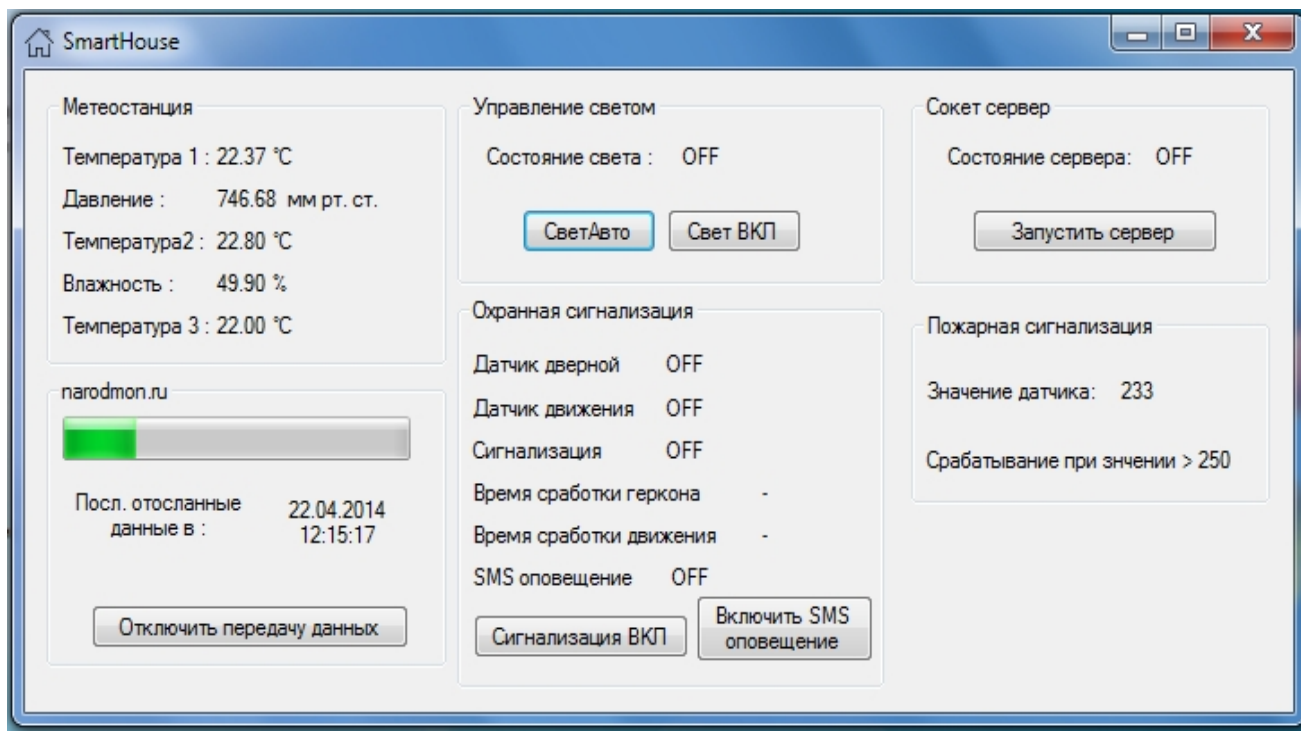 SmartHouse
Метеостанция
Температура 1 : 22.37 °C
Давление : 746.68 мм рт. ст.
Температура2 : 22.80 °C
Влажность : 49.90 %
Температура 3 : 22.00 °C
narodmon.ru
Посл. отосланные
данные в :
22.04.2014
12:15:17
Отключить передачу данных
Управление светом
Состояние света : OFF
СветАвто
Свет ВКЛ
Охранная сигнализация
Датчик дверной OFF
Датчик движения OFF
Сигнализация OFF
Время сработки геркона -
Время сработки движения -
SMS оповещение OFF
Сигнализация ВКЛ
Включить SMS
оповещение
Сокет сервер
Состояние сервера: OFF
Запустить сервер
Пожарная сигнализация
Значение датчика: 233
Срабатывание при знчении > 250